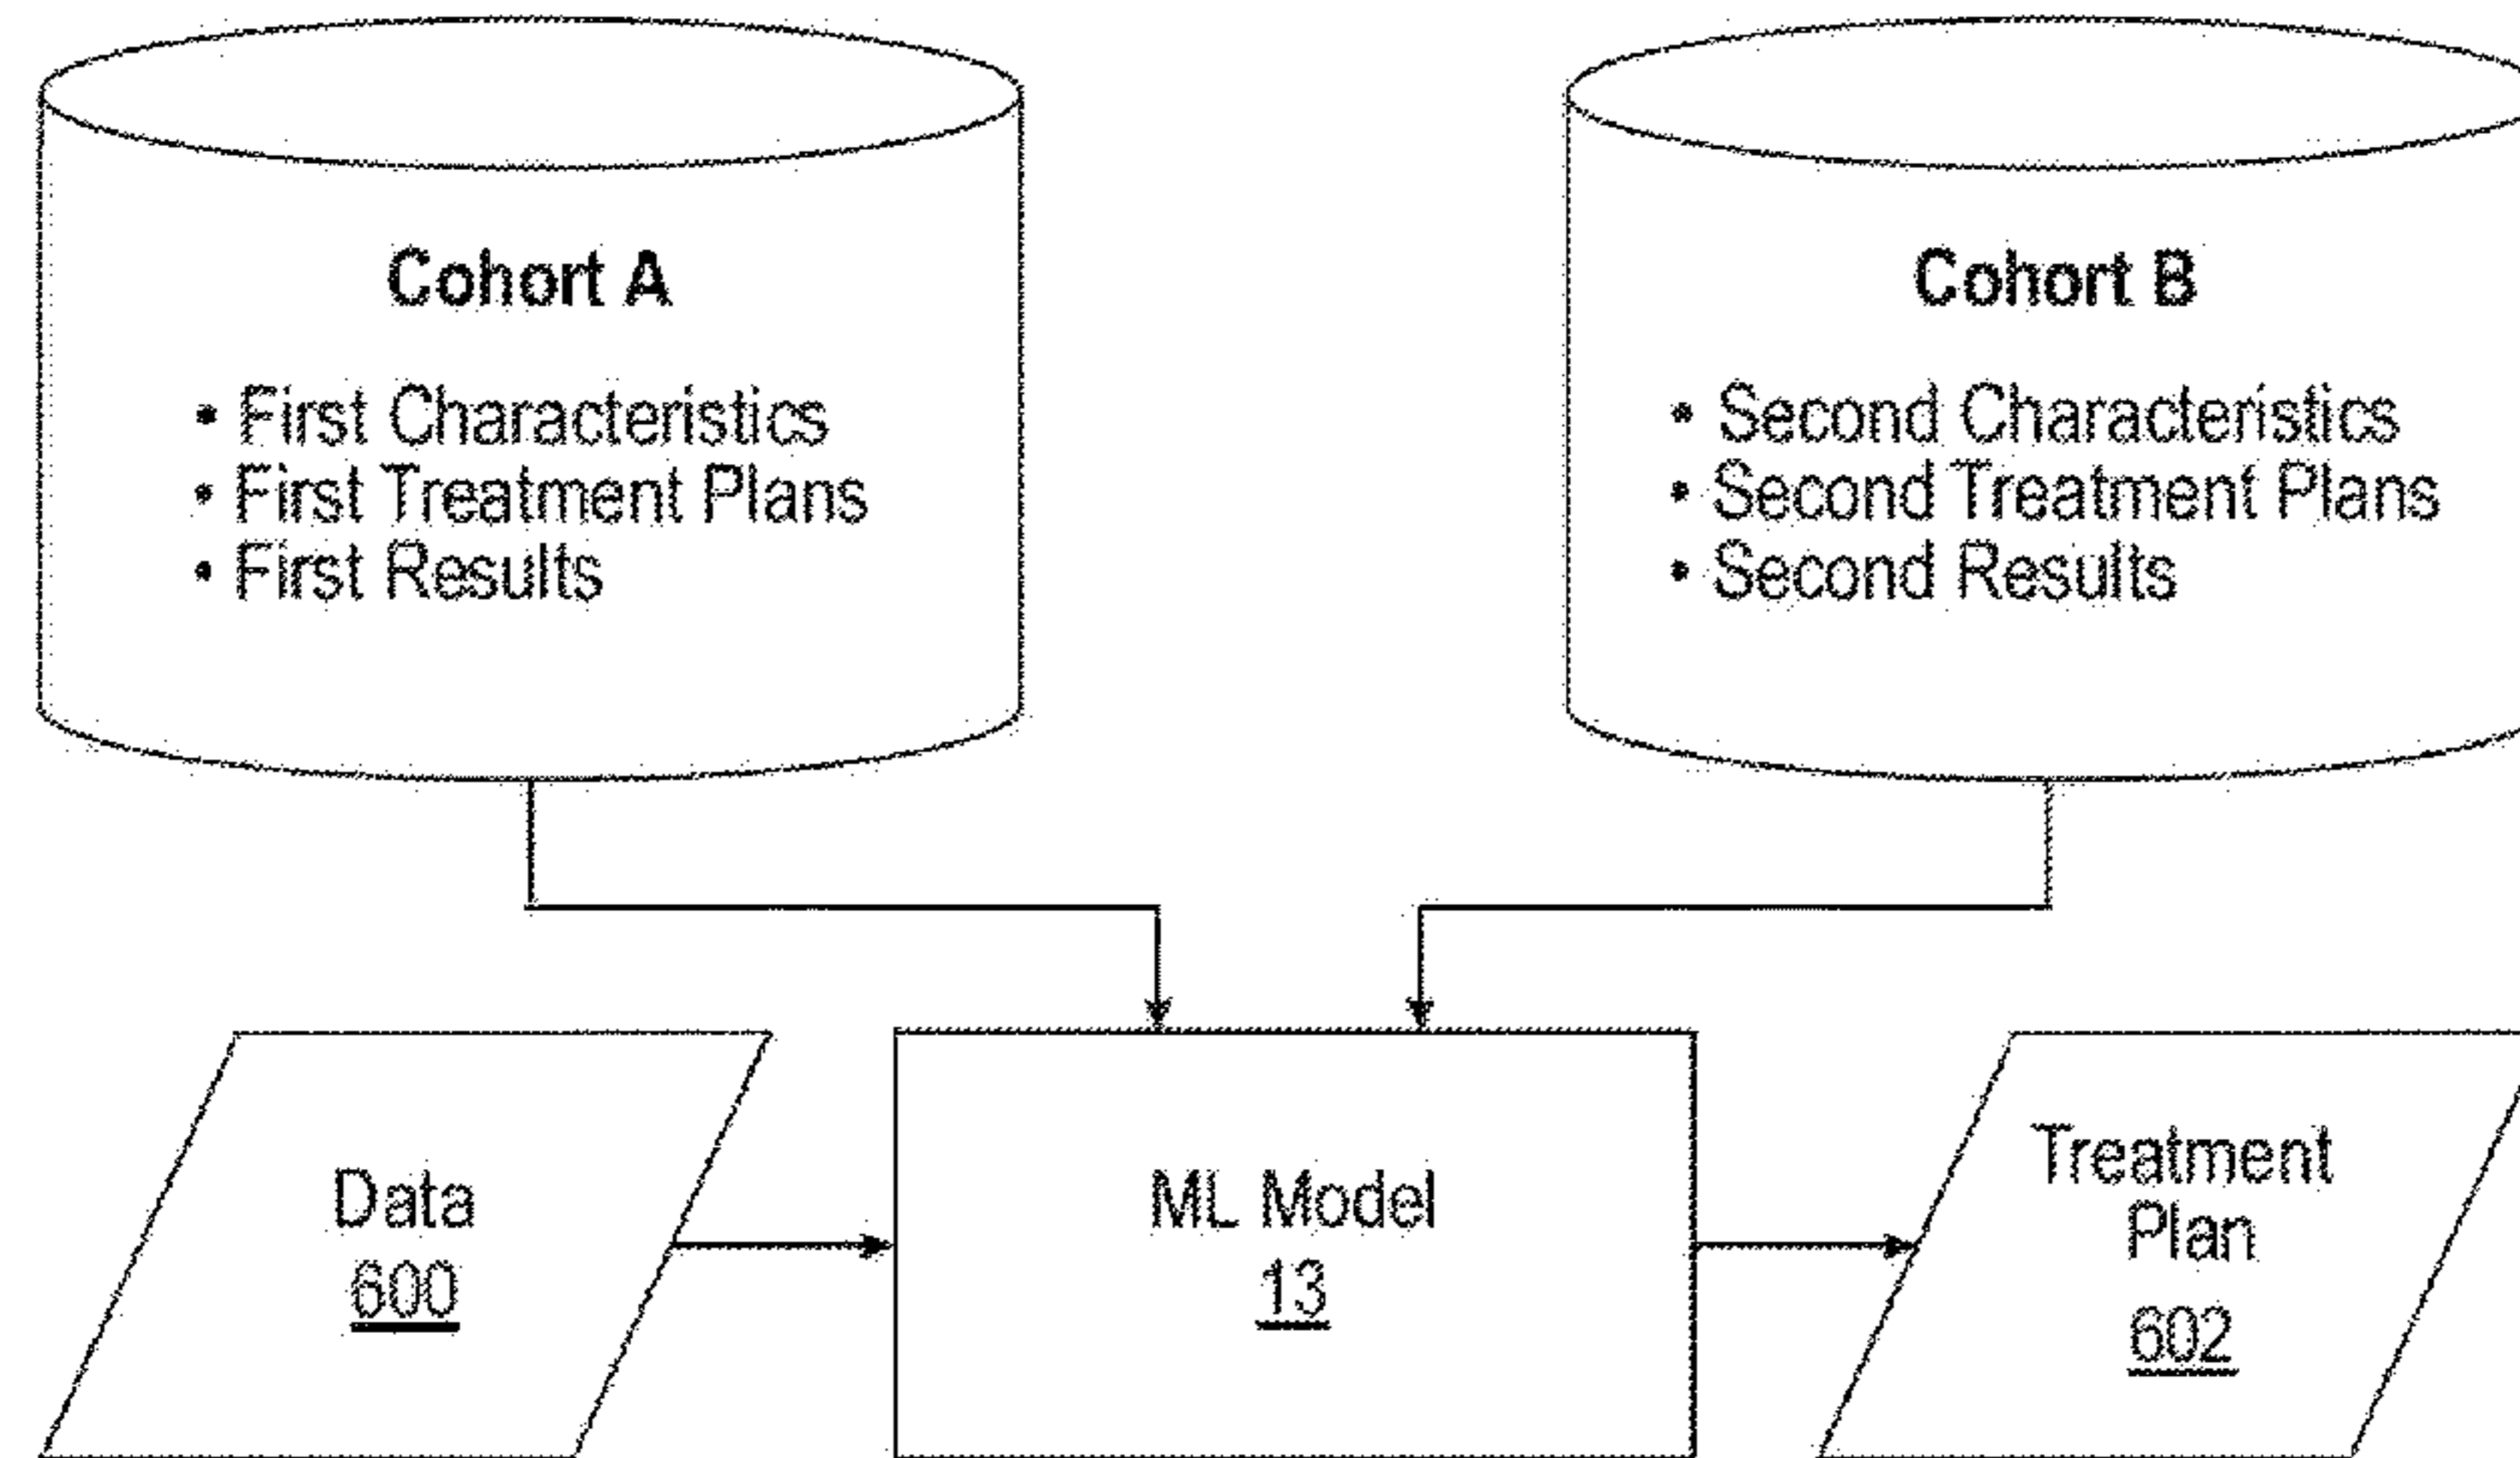 Cohort A
• First Characteristics
• First Treatment Plans
• First Results
Cohort B
• Second Characteristics
• Second Treatment Plans
• Second Results
Data
600
ML Model
13
Treatment
Plan
602